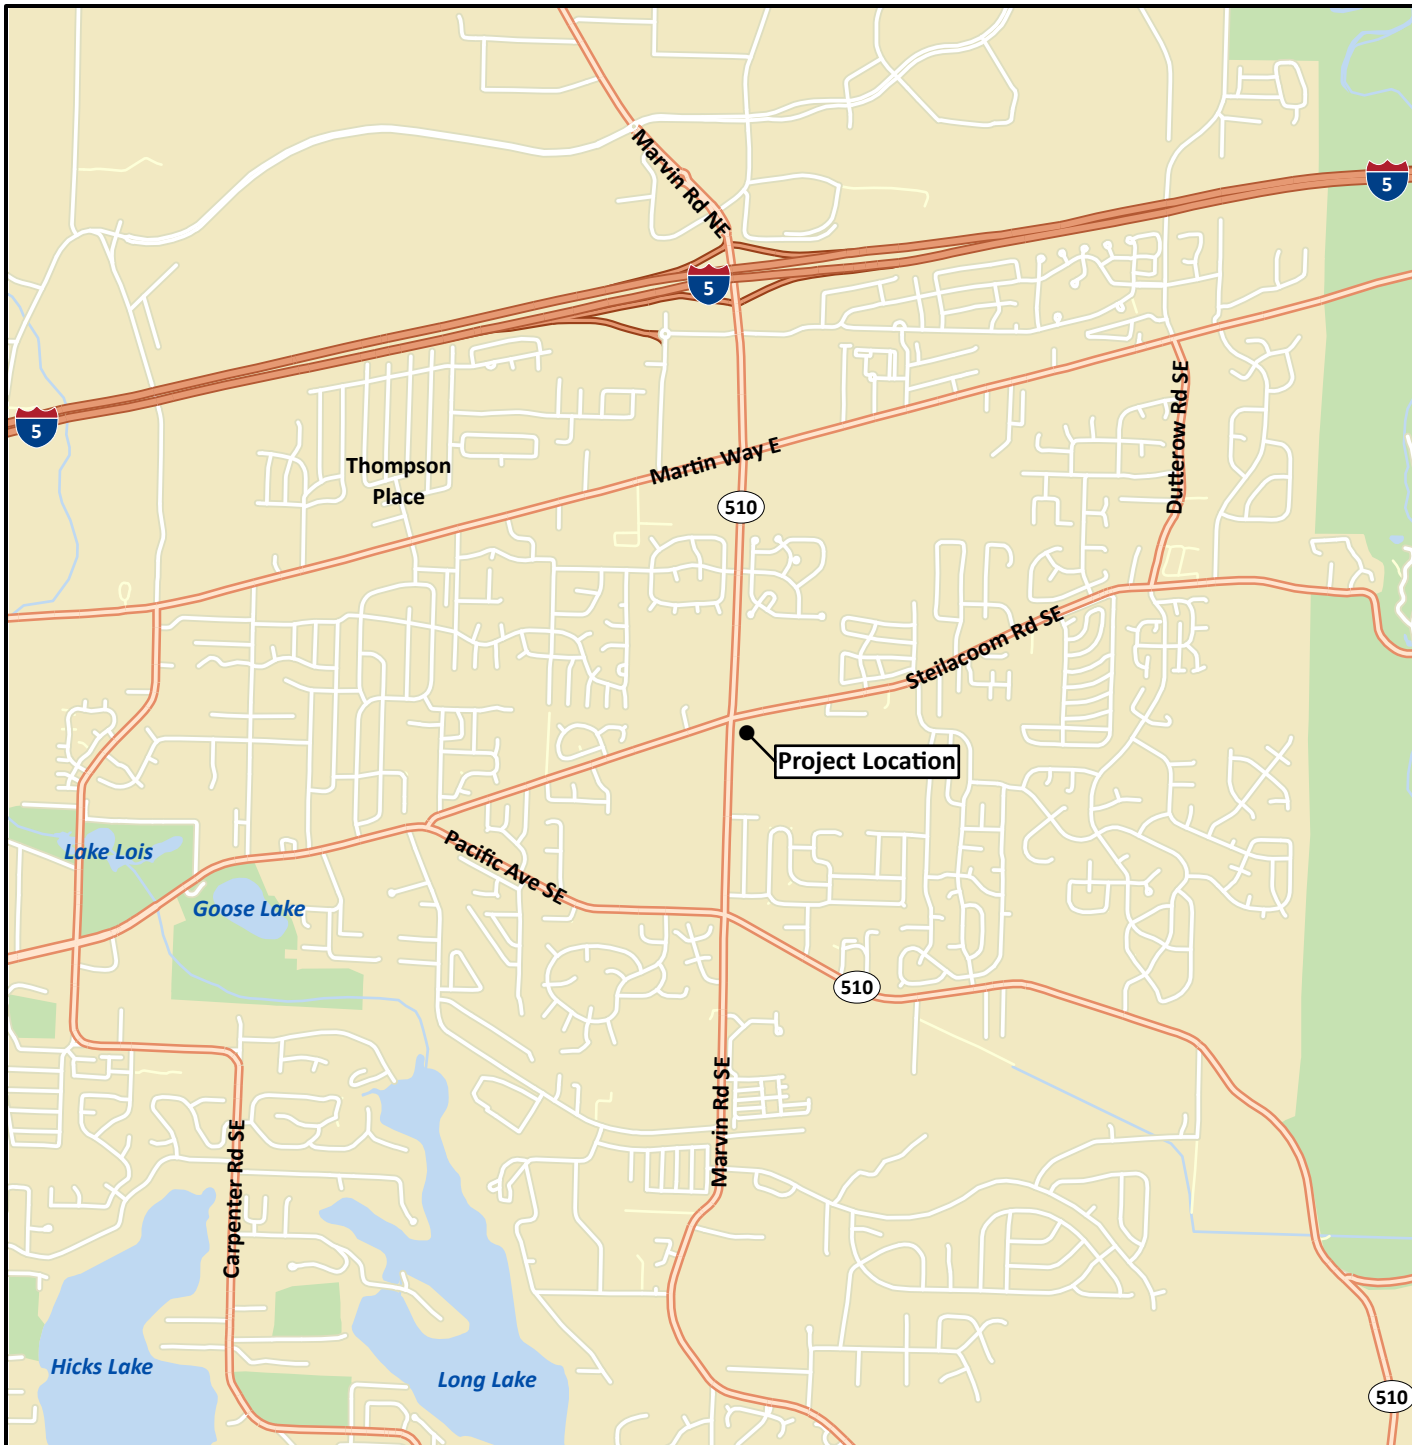 Marvin Rd NE
5
5
5
Dutterow Rd SE
Martin Way E
Thompson
Place
510
Steilacoom Rd SE
Project Location
Lake Lois
Pacific Ave SE
Goose Lake
510
Marvin Rd SE
Carpenter Rd SE
Hicks Lake
Long Lake
510